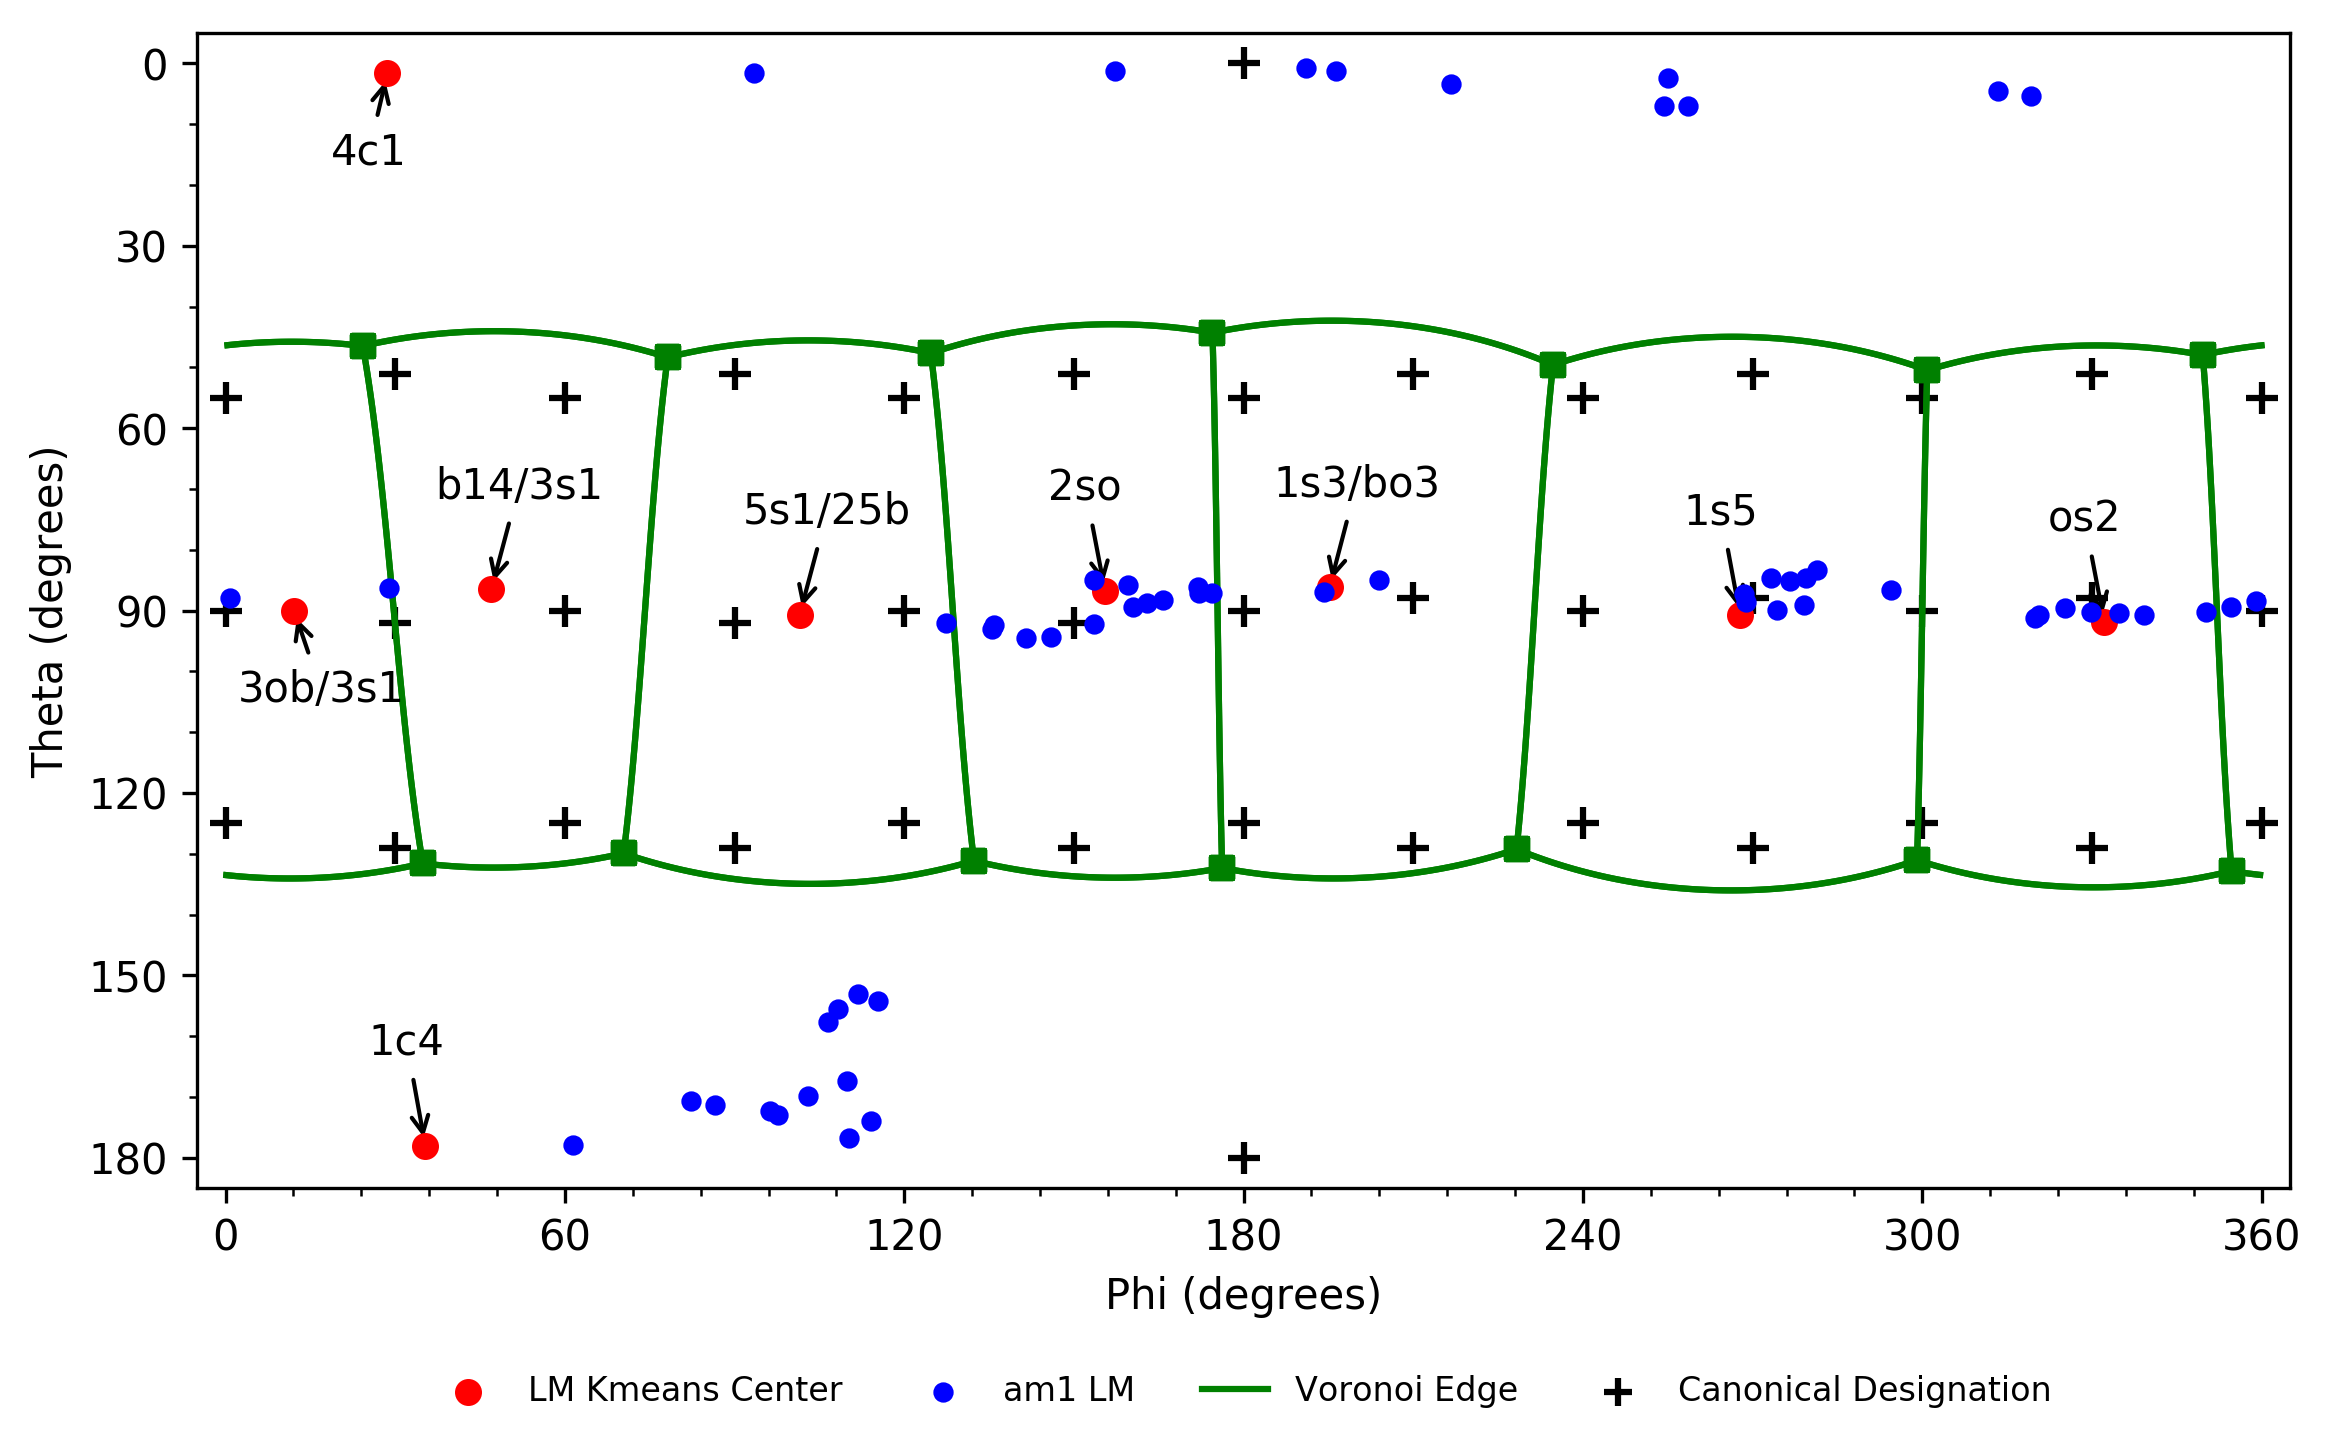 0
30
60
90
120
150
180
Theta (degrees)
4c1
b14/3s1
5s1/25b
2so
1s3/bo3
1s5
os2
3ob/3s1
1c4
0 60 120 180 240 300 360
Phi (degrees)
LM Kmeans Center am1 LM Voronoi Edge Canonical Designation